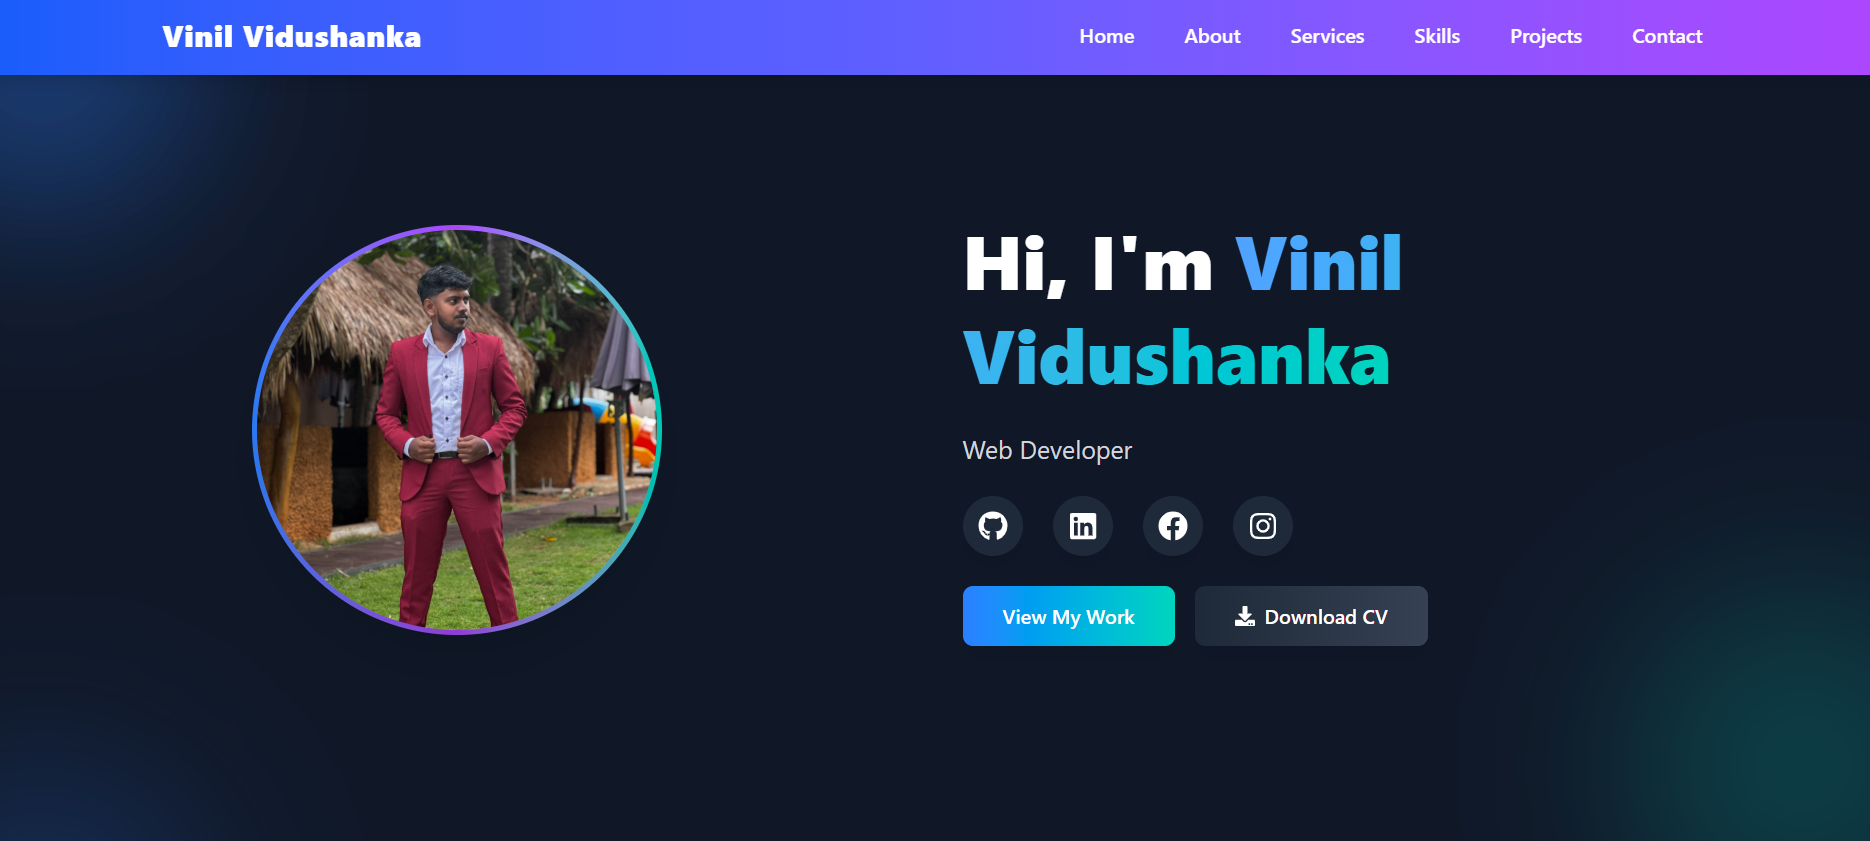 Vinil Vidushanka
Home About Services Skills Projects Contact
Hi, I'm Vinil
Vidushanka
Web Developer
View My Work
Download CV